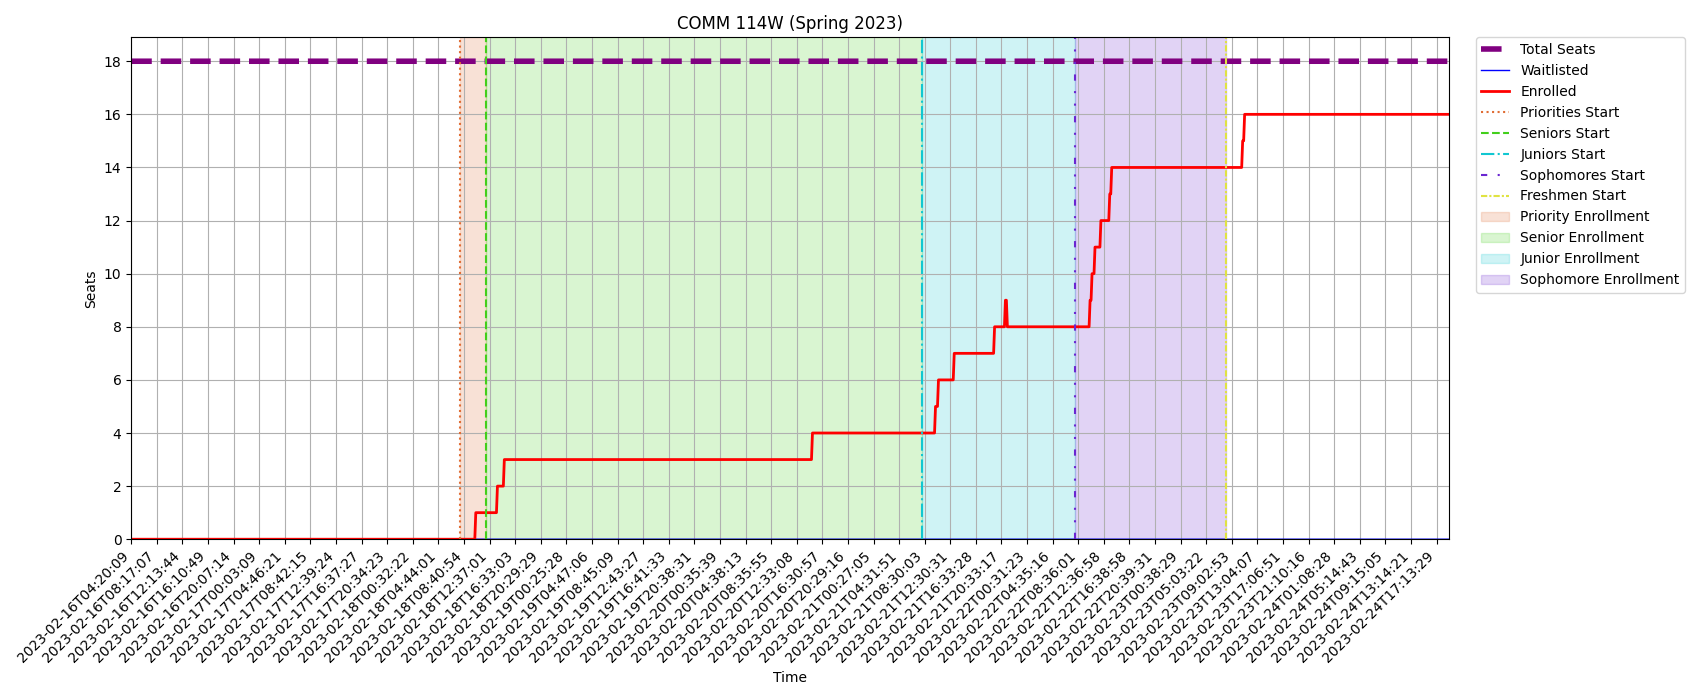 COMM 114W (Spring 2023)
Seats
18
16
14
12
10
8
6
4
2
0
2023-02-16T04:20:09
2023-02-16T08:17:07
2023-02-16T12:13:44
2023-02-16T16:10:49
2023-02-16T20:07:14
2023-02-17T00:03:09
2023-02-17T04:46:21
2023-02-17T08:42:15
2023-02-17T12:39:24
2023-02-17T16:37:27
2023-02-17T20:34:23
2023-02-18T00:32:22
2023-02-18T04:44:01
2023-02-18T08:40:54
2023-02-18T12:37:01
2023-02-18T16:33:03
2023-02-18T20:29:29
2023-02-19T00:25:28
2023-02-19T04:47:06
2023-02-19T08:45:09
2023-02-19T12:43:27
2023-02-19T16:41:33
2023-02-19T20:38:31
2023-02-20T00:35:39
2023-02-20T04:38:13
2023-02-20T08:35:55
2023-02-20T12:33:08
2023-02-20T16:30:57
2023-02-20T20:29:16
2023-02-21T00:27:05
2023-02-21T04:31:51
2023-02-21T08:30:03
2023-02-21T12:30:31
2023-02-21T16:33:28
2023-02-21T20:33:17
2023-02-22T00:31:23
2023-02-22T04:35:16
2023-02-22T08:36:01
2023-02-22T12:36:58
2023-02-22T16:38:58
2023-02-22T20:39:31
2023-02-23T00:38:29
2023-02-23T05:03:22
2023-02-23T09:02:53
2023-02-23T13:04:07
2023-02-23T17:06:51
2023-02-23T21:10:16
2023-02-24T01:08:28
2023-02-24T05:14:43
2023-02-24T09:15:05
2023-02-24T13:14:21
2023-02-24T17:13:29
Time
Total Seats
Waitlisted
Enrolled
Priorities Start
Seniors Start
Juniors Start
Sophomores Start
Freshmen Start
Priority Enrollment
Senior Enrollment
Junior Enrollment
Sophomore Enrollment